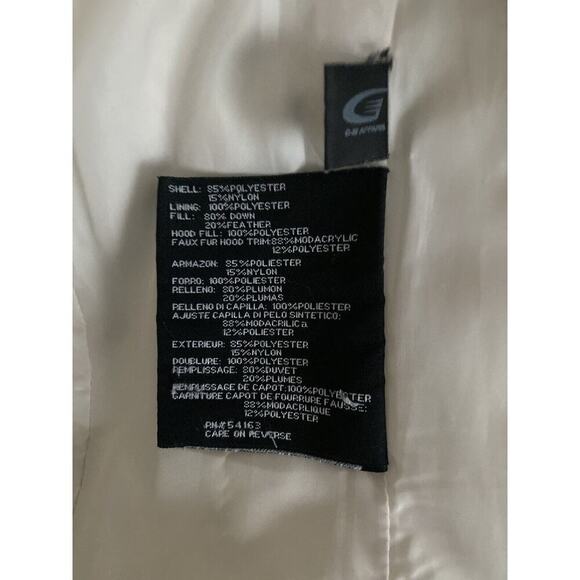 G-III APPAREL
SHELL: 85%POLYESTER
15%NYLON
LINING: 100%POLYESTER
FILL: 80% DOWN
20%FEATHER
HOOD FILL: 100%POLYESTER
FAUX FUR HOOD TRIM:88%MODACRYLIC
12%POLYESTER
ARMAZON: 85%POLIESTER
15%NYLON
FORRO: 100%POLIESTER
RELLENO: 80%PLUMON
20%PLUMAS
RELLENO DI CAPILLA: 100%POLIESTER
AJUSTE CAPILLA DI PELO SINTETICO:
88%MODACRILICa
12%POLIESTER
EXTERIEUR: 85%POLYESTER
15%NYLON
DOUBLURE: 100%POLYESTER
REMPLISSAGE: 80%DUVET
20%PLUMES
REMPLISSAGE DE CAPOT:100%POLYESTER
GARNITURE CAPOT DE FOURRURE FAUSSE:
88%MODACRLIQUE
12%POLYESTER
RN#:54163
CARE ON REVERSE